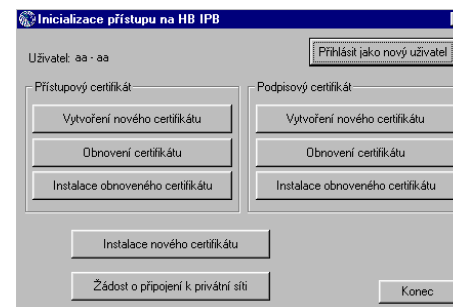 Inicializace přístupu na HB IPB
Uživatel: aa - aa
Přihlásit jako nový uživatel
Přístupový certifikát
Vytvoření nového certifikátu
Obnovení certifikátu
Instalace obnoveného certifikátu
Podpisový certifikát
Vytvoření nového certifikátu
Obnovení certifikátu
Instalace obnoveného certifikátu
Instalace nového certifikátu
Žádost o připojení k privátní síti
Konec